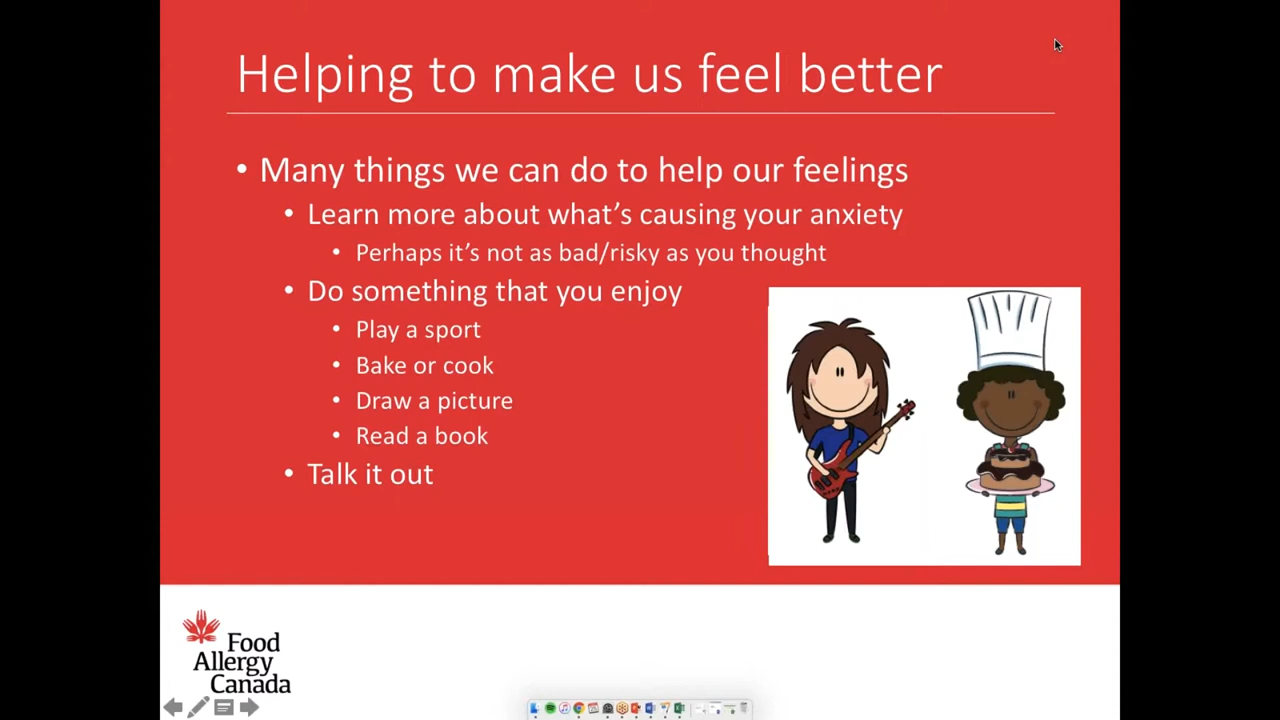 Helping to make us feel better
• Many things we can do to help our feelings
• Learn more about what's causing your anxiety
• Perhaps it's not as bad/risky as you thought
• Do something that you enjoy
• Play a sport
• Bake or cook
• Draw a picture
• Read a book
• Talk it out
Food
Allergy
Canada